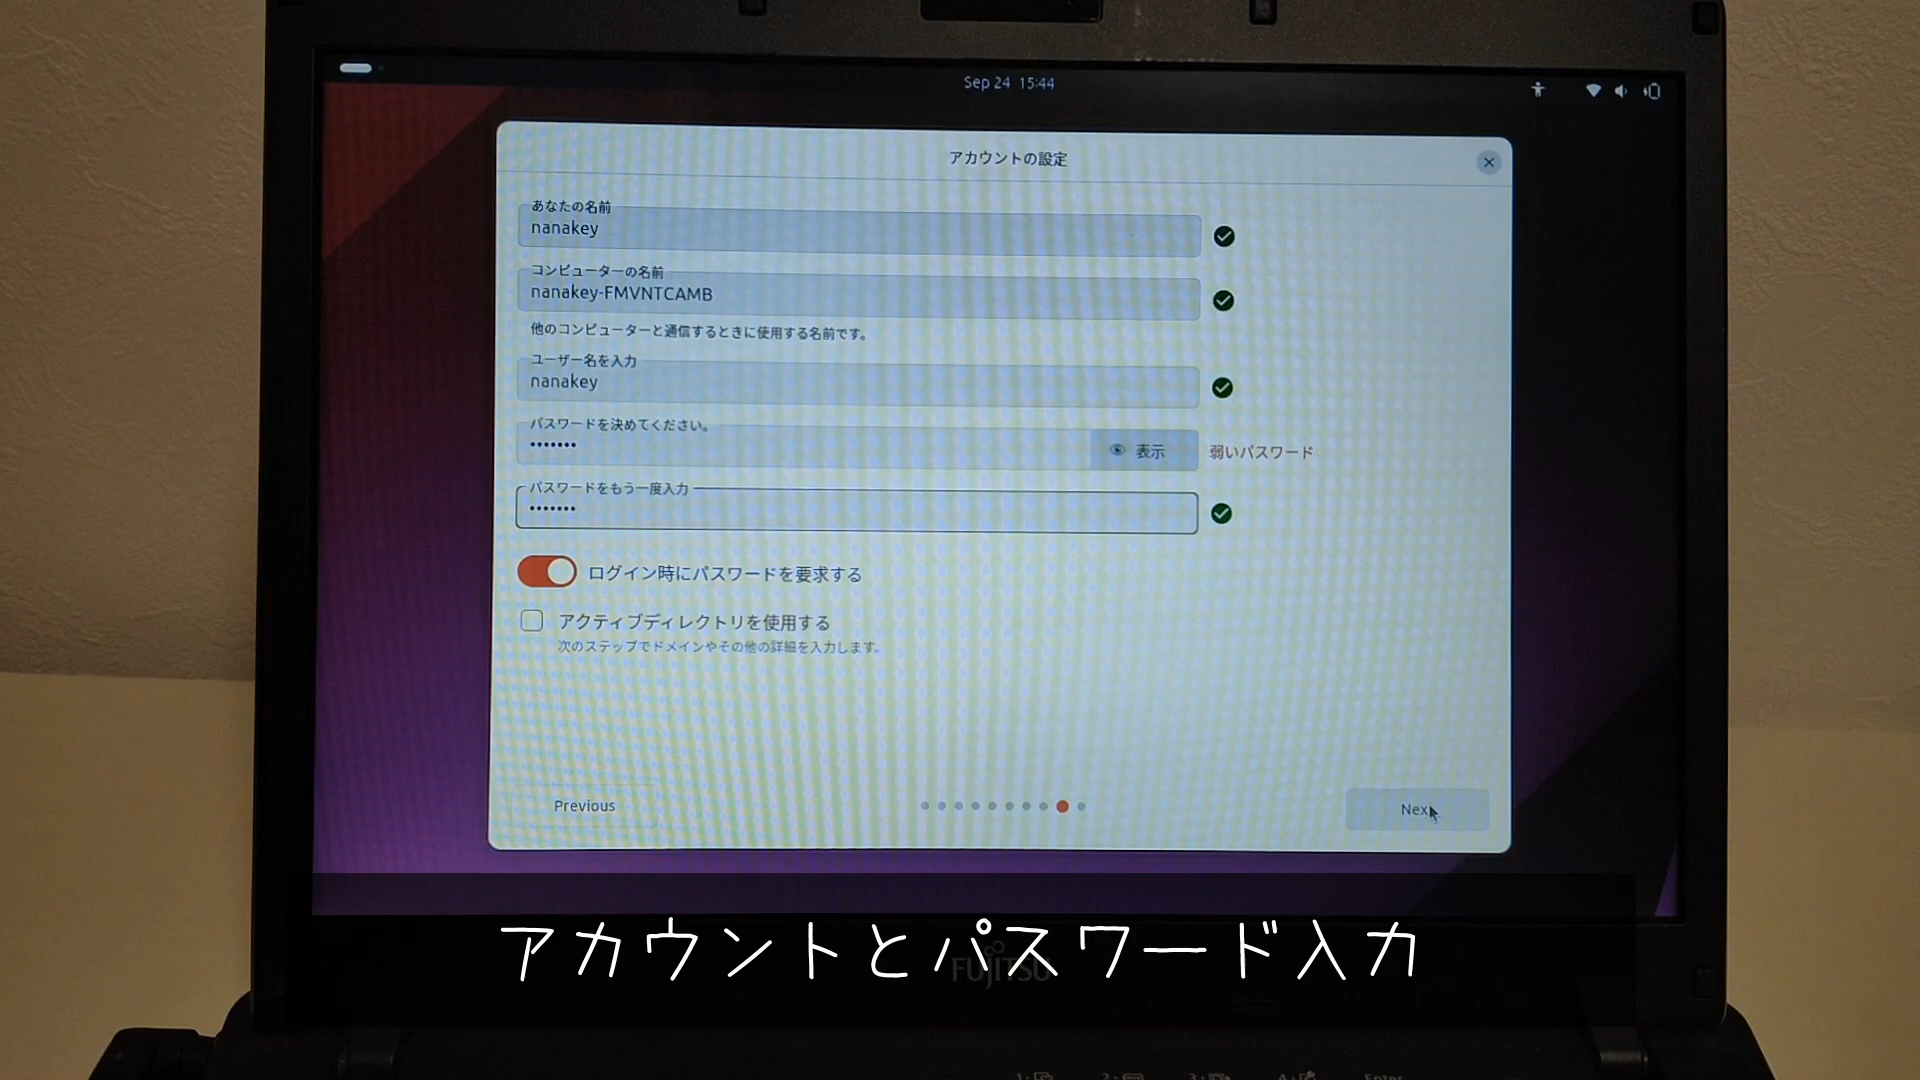 Sep 24 15:44
アカウントの設定
あなたの名前
nanakey
コンピューターの名前
nanakey-FMVNTCAMB
他のコンピューターと通信するときに使用する名前です。
ユーザー名を入力
nanakey
パスワードを決めてください。
•••••••
表示
弱いパスワード
パスワードをもう一度入力
•••••••
ログイン時にパスワードを要求する
アクティブディレクトリを使用する
次のステップでドメインやその他の詳細を入力します。
Previous
Nex
アカウントとパスワード入力
FUJITSU